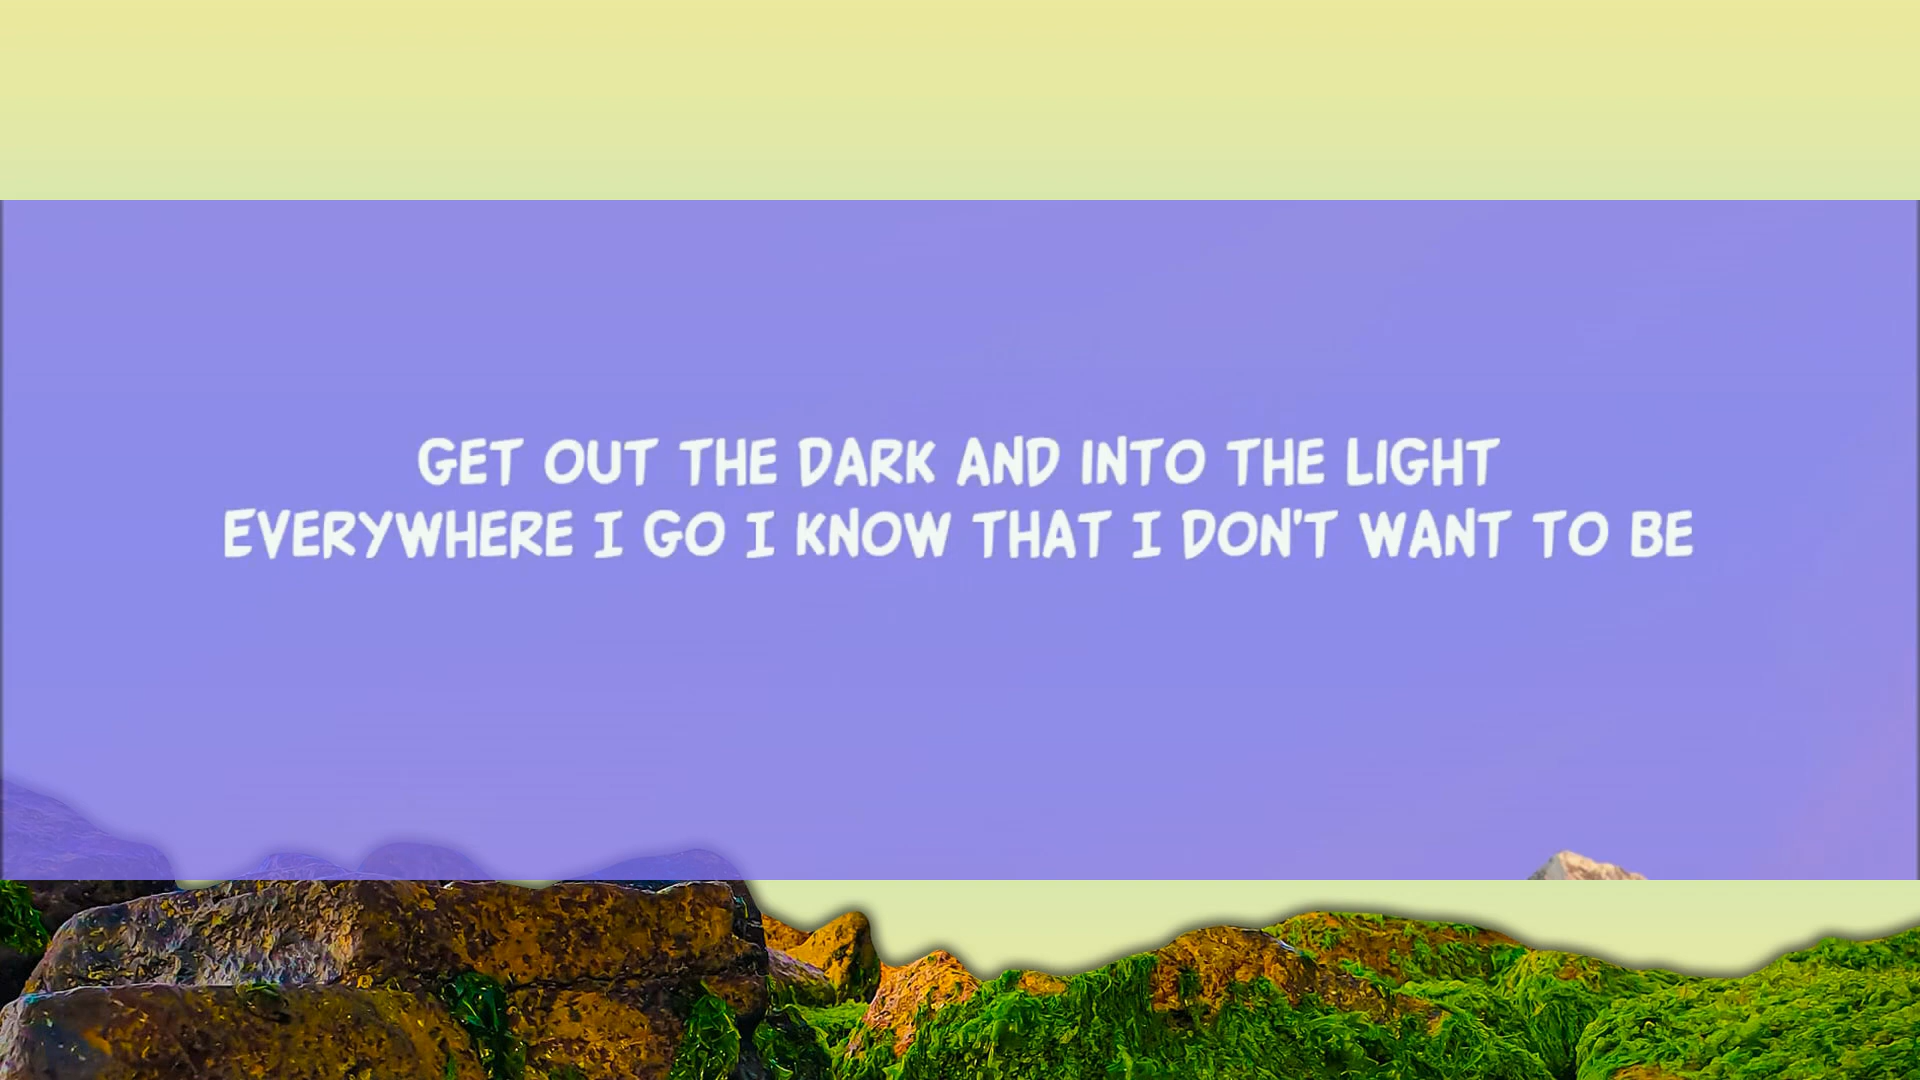 GET OUT THE DARK AND INTO THE LIGHT
EVERYWHERE I GO I KNOW THAT I DON'T WANT TO BE